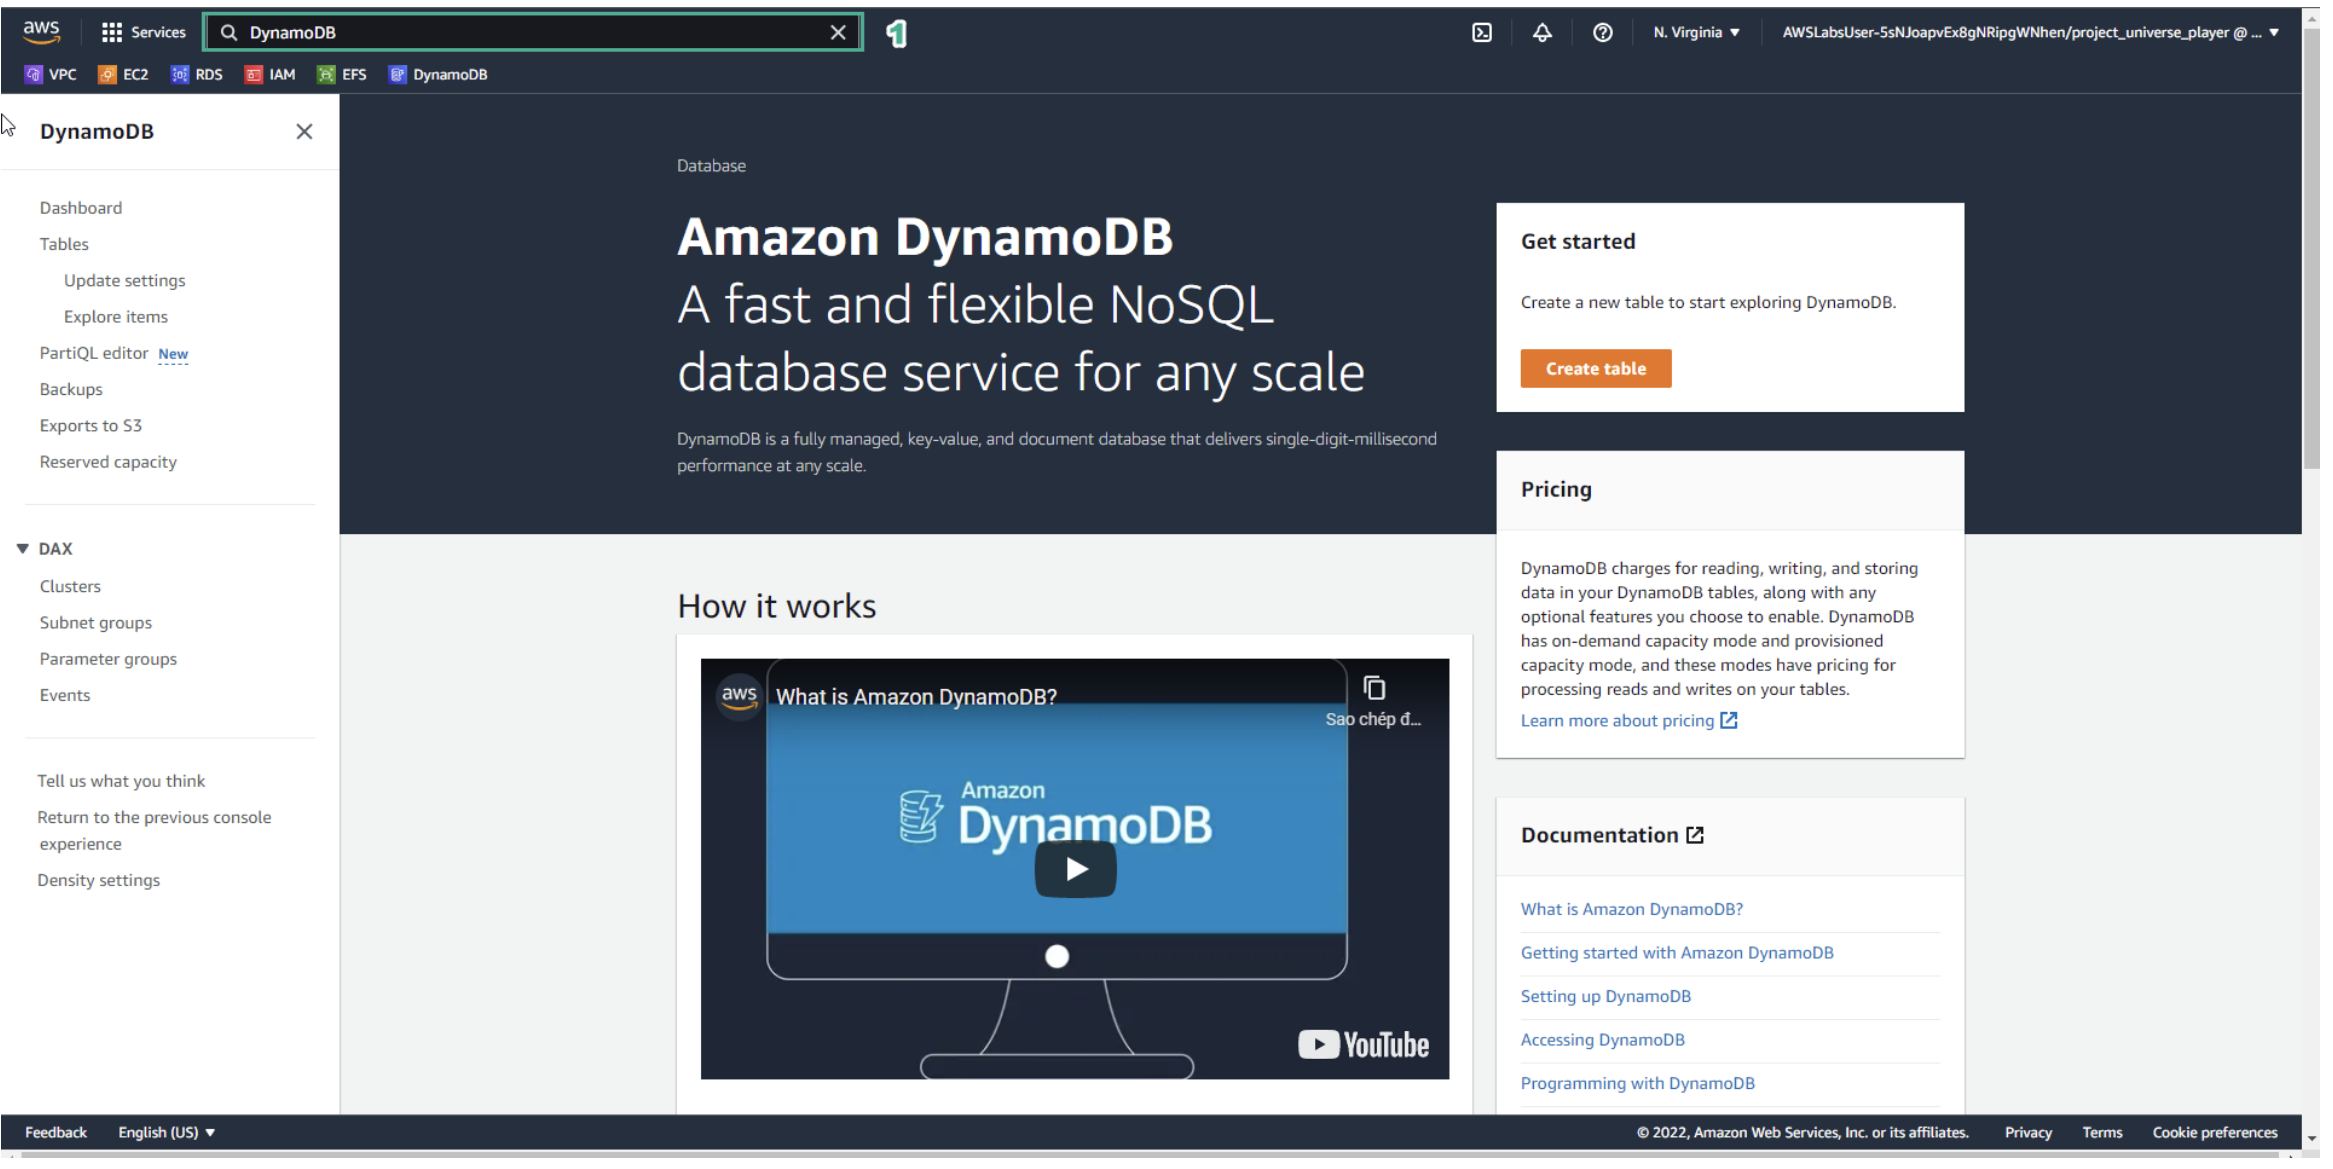 aws
Services
DynamoDB
1
N. Virginia ▼
AWSLabsUser-5sNJoapvEx8gNRipgWNhen/project_universe_player @ ... ▼
VPC
EC2
RDS
IAM
EFS
DynamoDB
DynamoDB
Dashboard
Tables
Update settings
Explore items
PartiQL editor New
Backups
Exports to S3
Reserved capacity
▼ DAX
Clusters
Subnet groups
Parameter groups
Events
Tell us what you think
Return to the previous console
experience
Density settings
Database
Amazon DynamoDB
A fast and flexible NoSQL
database service for any scale
DynamoDB is a fully managed, key-value, and document database that delivers single-digit-millisecond
performance at any scale.
Get started
Create a new table to start exploring DynamoDB.
Create table
Pricing
DynamoDB charges for reading, writing, and storing
data in your DynamoDB tables, along with any
optional features you choose to enable. DynamoDB
has on-demand capacity mode and provisioned
capacity mode, and these modes have pricing for
processing reads and writes on your tables.
Learn more about pricing
How it works
aws
What is Amazon DynamoDB?
Sao chép đ...
Amazon
DynamoDB
YouTube
Documentation
What is Amazon DynamoDB?
Getting started with Amazon DynamoDB
Setting up DynamoDB
Accessing DynamoDB
Programming with DynamoDB
Feedback
English (US) ▼
© 2022, Amazon Web Services, Inc. or its affiliates.
Privacy
Terms
Cookie preferences